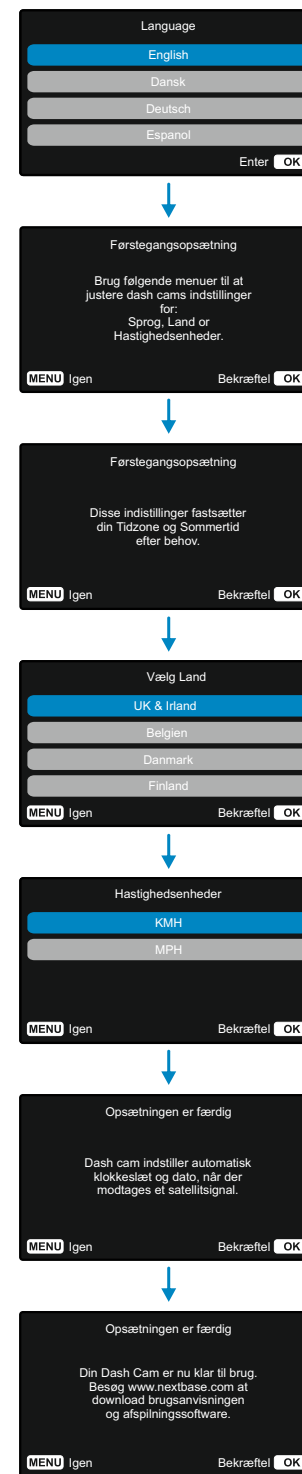 Language
English
Dansk
Deutsch
Espanol
Enter OK
Førstegangsopsætning
Brug følgende menuer til at
justere dash cams indstillinger
for:
Sprog, Land or
Hastighedsenheder.
MENU Igen Bekræftel OK
Førstegangsopsætning
Disse indistillinger fastsætter
din Tidzone og Sommertid
efter behov.
MENU Igen Bekræftel OK
Vælg Land
UK & Irland
Belgien
Danmark
Finland
MENU Igen Bekræftel OK
Hastighedsenheder
KMH
MPH
MENU Igen Bekræftel OK
Opsætningen er færdig
Dash cam indstiller automatisk
klokkeslæt og dato, når der
modtages et satellitsignal.
MENU Igen Bekræftel OK
Opsætningen er færdig
Din Dash Cam er nu klar til brug.
Besøg www.nextbase.com at
download brugsanvisningen
og afspilningssoftware.
MENU Igen Bekræftel OK